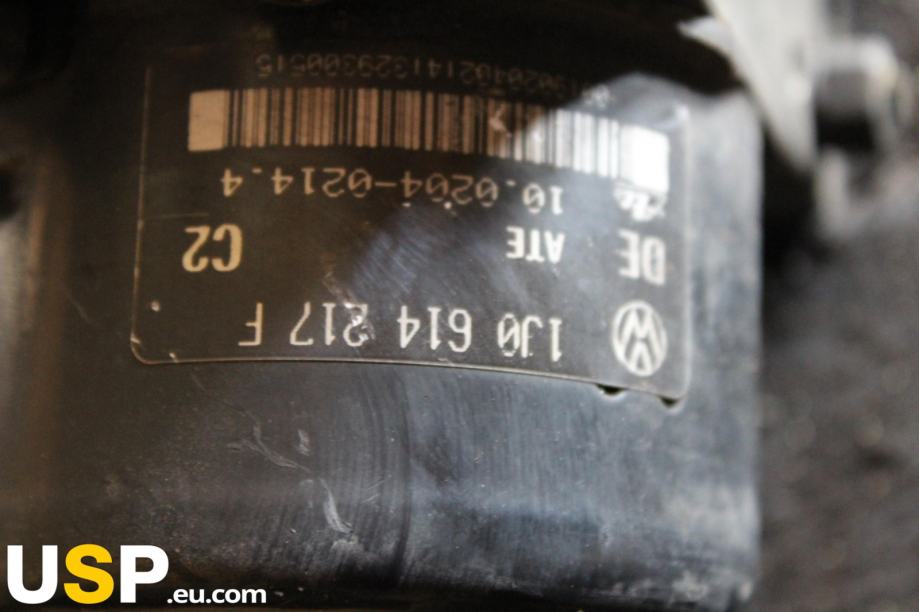 1J0 614 217 F
DE ATE C2
10.0204-0214.4
USP.eu.com